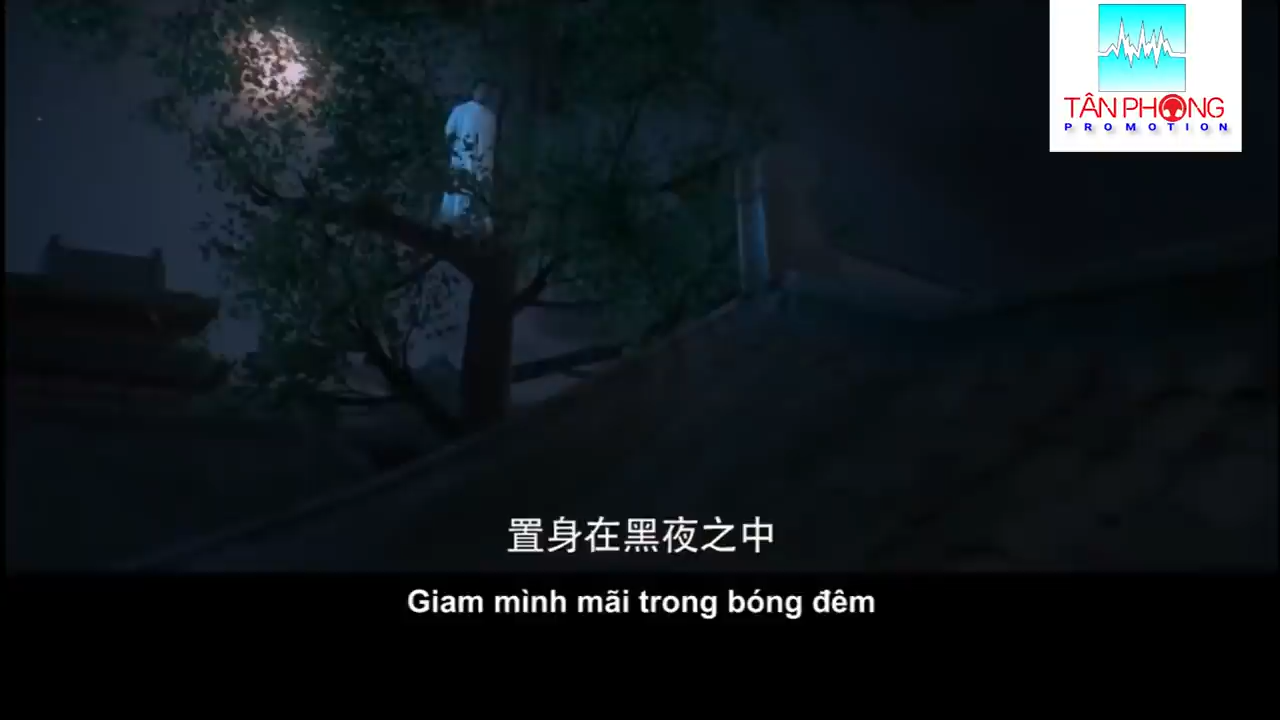 TÂN PHONG
PROMOTION
置身在黑夜之中
Giam mình mãi trong bóng đêm